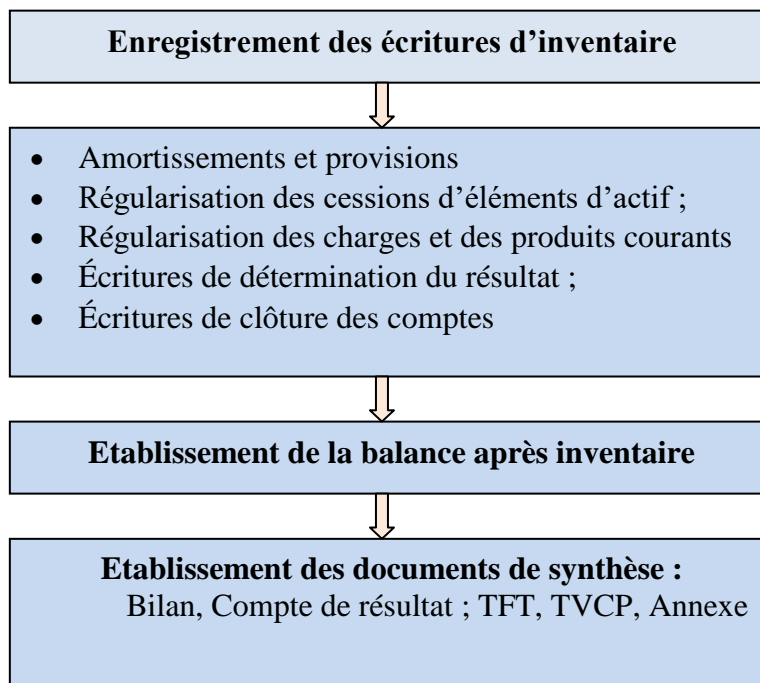 Enregistrement des écritures d’inventaire
• Amortissements et provisions
• Régularisation des cessions d’éléments d’actif ;
• Régularisation des charges et des produits courants
• Écritures de détermination du résultat ;
• Écritures de clôture des comptes
Etablissement de la balance après inventaire
Etablissement des documents de synthèse :
Bilan, Compte de résultat ; TFT, TVCP, Annexe